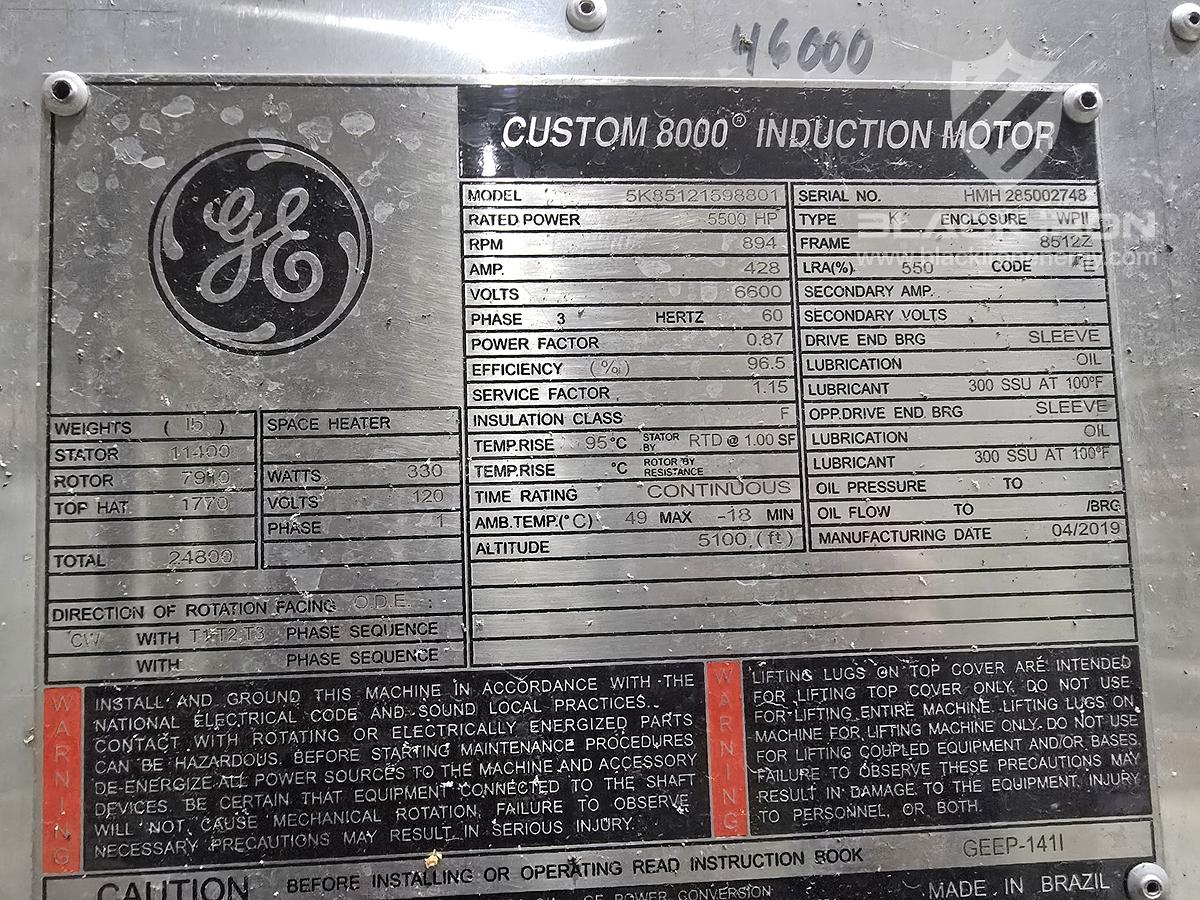 46000
GE
CUSTOM 8000® INDUCTION MOTOR
MODEL 5K85121598801
RATED POWER 5500 HP
RPM 894
AMP. 428
VOLTS 6600
PHASE 3 HERTZ 60
POWER FACTOR 0.87
EFFICIENCY (%) 96.5
SERVICE FACTOR 1.15
INSULATION CLASS F
TEMP.RISE 95°C STATOR BY RTD @ 1.00 SF
TEMP.RISE °C ROTOR BY RESISTANCE
TIME RATING CONTINUOUS
AMB.TEMP.(°C) 49 MAX -18 MIN
ALTITUDE 5100 (ft)
SERIAL NO. HMH 285002748
TYPE K ENCLOSURE WPII
FRAME 8512Z
LRA(%) 550 CODE E
SECONDARY AMP.
SECONDARY VOLTS
DRIVE END BRG SLEEVE
LUBRICATION OIL
LUBRICANT 300 SSU AT 100°F
OPP.DRIVE END BRG SLEEVE
LUBRICATION OIL
LUBRICANT 300 SSU AT 100°F
OIL PRESSURE TO
OIL FLOW TO /BRG
MANUFACTURING DATE 04/2019
WEIGHTS
STATOR 11400
ROTOR
TOP HAT 1770
TOTAL 24800
SPACE HEATER
WATTS 330
VOLTS 120
PHASE 1
DIRECTION OF ROTATION FACING O.D.E.
CW WITH T1-T2,T3 PHASE SEQUENCE
WITH PHASE SEQUENCE
WARNING
INSTALL AND GROUND THIS MACHINE IN ACCORDANCE WITH THE
NATIONAL ELECTRICAL CODE AND SOUND LOCAL PRACTICES.
CONTACT WITH ROTATING OR ELECTRICALLY ENERGIZED PARTS
CAN BE HAZARDOUS. BEFORE STARTING MAINTENANCE PROCEDURES
DE-ENERGIZE ALL POWER SOURCES TO THE MACHINE AND ACCESSORY
DEVICES. BE CERTAIN THAT EQUIPMENT CONNECTED TO THE SHAFT
WILL NOT CAUSE MECHANICAL ROTATION. FAILURE TO OBSERVE
NECESSARY PRECAUTIONS MAY RESULT IN SERIOUS INJURY.
WARNING
LIFTING LUGS ON TOP COVER ARE INTENDED
FOR LIFTING TOP COVER ONLY. DO NOT USE
FOR LIFTING ENTIRE MACHINE. LIFTING LUGS ON
MACHINE FOR LIFTING MACHINE ONLY. DO NOT USE
FOR LIFTING COUPLED EQUIPMENT AND/OR BASES.
FAILURE TO OBSERVE THESE PRECAUTIONS MAY
RESULT IN DAMAGE TO THE EQUIPMENT, INJURY
TO PERSONNEL, OR BOTH.
BEFORE INSTALLING OR OPERATING READ INSTRUCTION BOOK GEEP-141I
CAUTION
GE POWER CONVERSION
MADE IN BRAZIL
BLACK LION
www.blacklionenergy.com